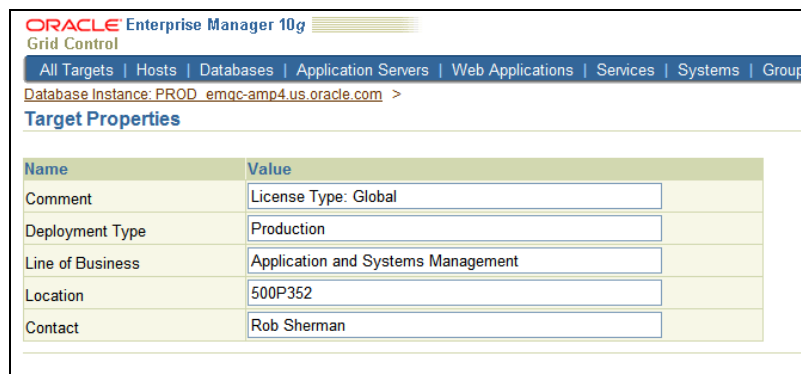 ORACLE Enterprise Manager 10g
Grid Control
All Targets | Hosts | Databases | Application Servers | Web Applications | Services | Systems | Group
Database Instance: PROD_emgc-amp4.us.oracle.com >
Target Properties
Name Value
Comment License Type: Global
Deployment Type Production
Line of Business Application and Systems Management
Location 500P352
Contact Rob Sherman